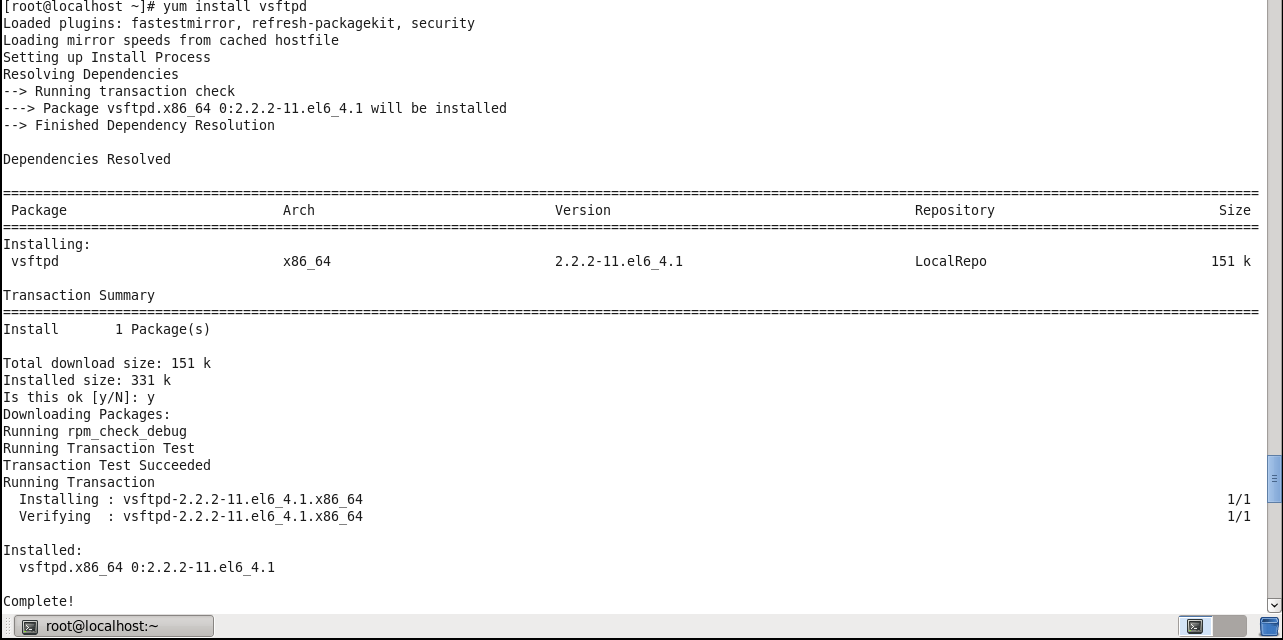 [root@localhost ~]# yum install vsftpd
Loaded plugins: fastestmirror, refresh-packagekit, security
Loading mirror speeds from cached hostfile
Setting up Install Process
Resolving Dependencies
--> Running transaction check
---> Package vsftpd.x86_64 0:2.2.2-11.el6_4.1 will be installed
--> Finished Dependency Resolution

Dependencies Resolved

=============================================================================================================================================================
 Package                           Arch                              Version                                      Repository                            Size
=============================================================================================================================================================
Installing:
 vsftpd                            x86_64                            2.2.2-11.el6_4.1                             LocalRepo                            151 k

Transaction Summary
=============================================================================================================================================================
Install       1 Package(s)

Total download size: 151 k
Installed size: 331 k
Is this ok [y/N]: y
Downloading Packages:
Running rpm_check_debug
Running Transaction Test
Transaction Test Succeeded
Running Transaction
  Installing : vsftpd-2.2.2-11.el6_4.1.x86_64                                                                                                            1/1
  Verifying  : vsftpd-2.2.2-11.el6_4.1.x86_64                                                                                                            1/1

Installed:
  vsftpd.x86_64 0:2.2.2-11.el6_4.1

Complete!
root@localhost:~